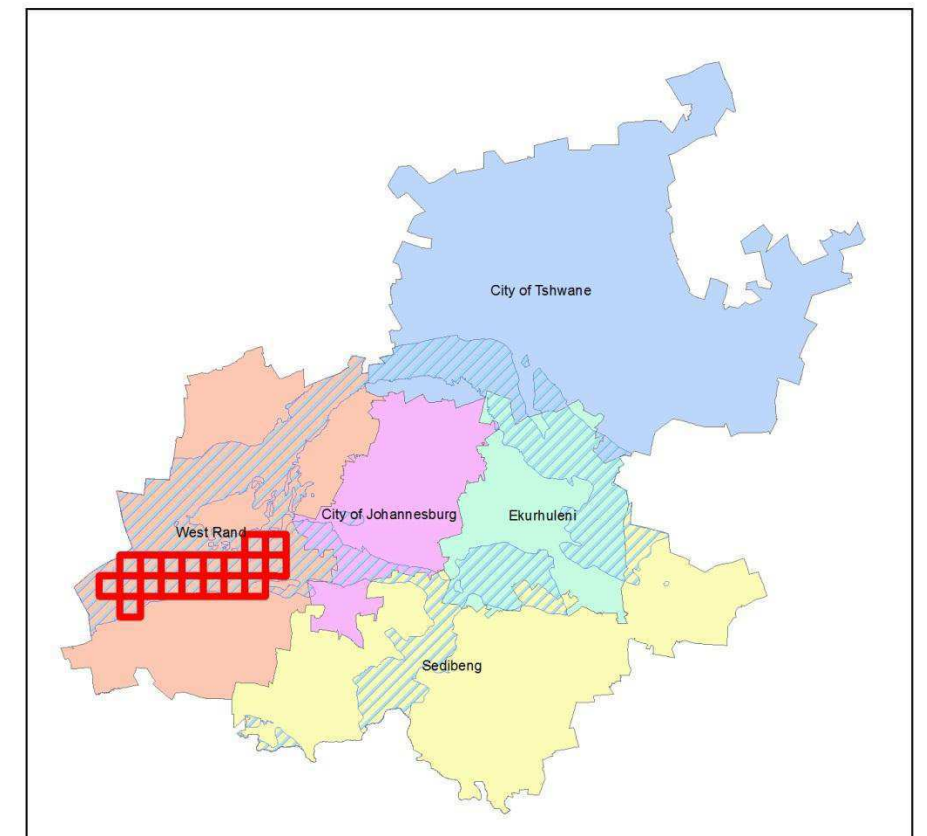 City of Tshwane
City of Johannesburg
Ekurhuleni
West Rand
Sedibeng